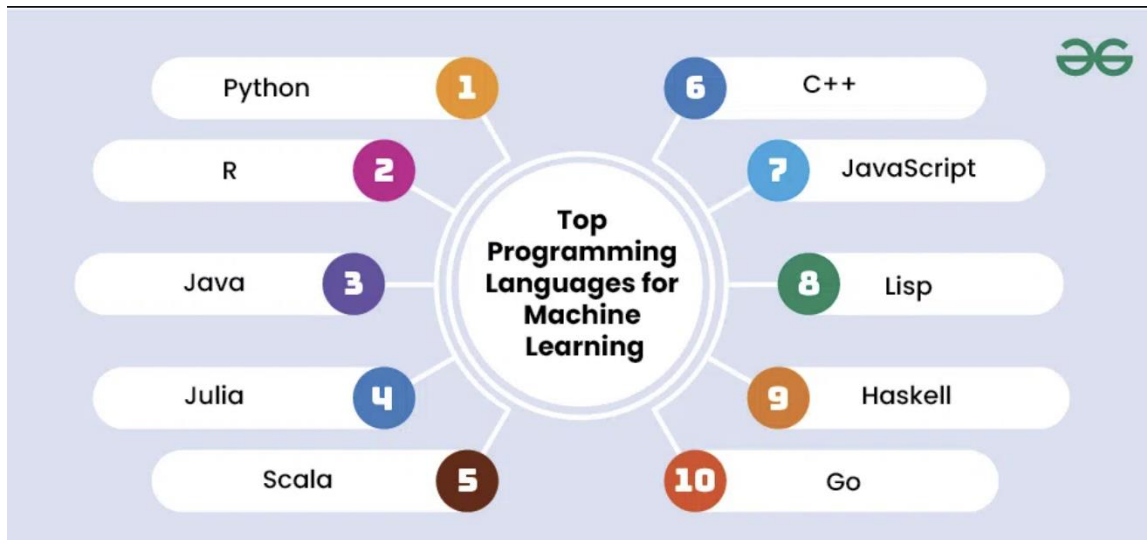 Top
Programming
Languages for
Machine
Learning
1 Python
2 R
3 Java
4 Julia
5 Scala
6 C++
7 JavaScript
8 Lisp
9 Haskell
10 Go